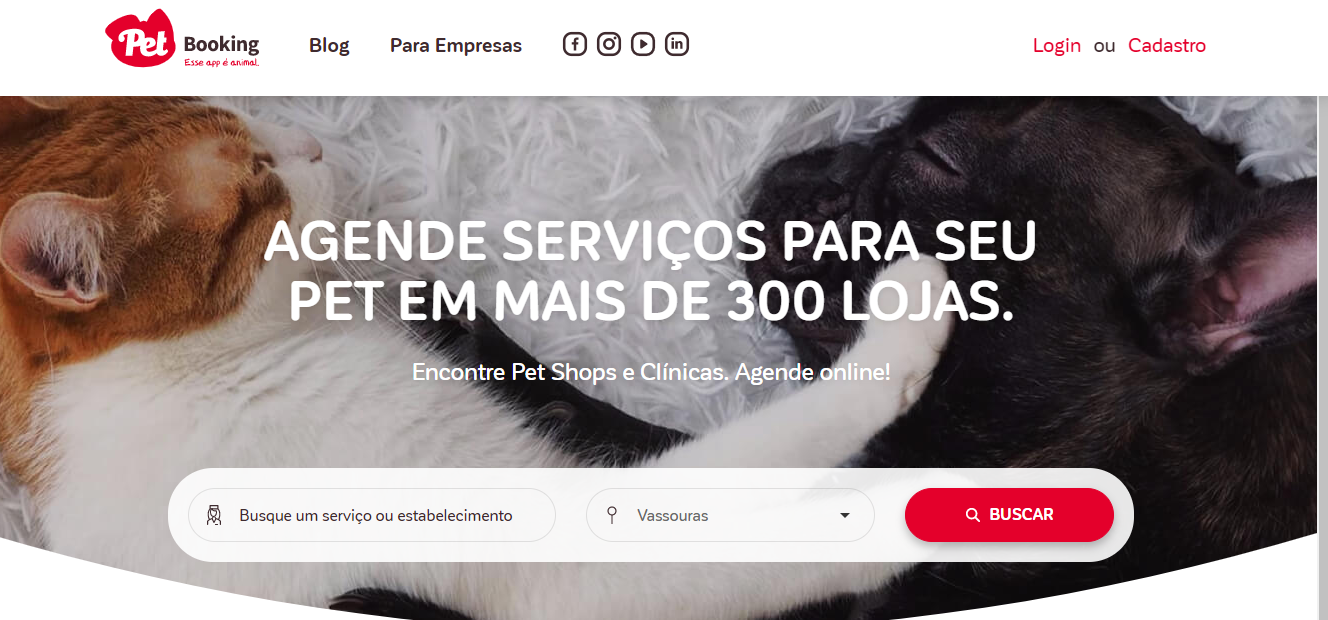 Pet Booking
Esse app é animal.
Blog
Para Empresas
Login ou Cadastro
AGENDE SERVIÇOS PARA SEU
PET EM MAIS DE 300 LOJAS.
Encontre Pet Shops e Clínicas. Agende online!
Busque um serviço ou estabelecimento
Vassouras
BUSCAR